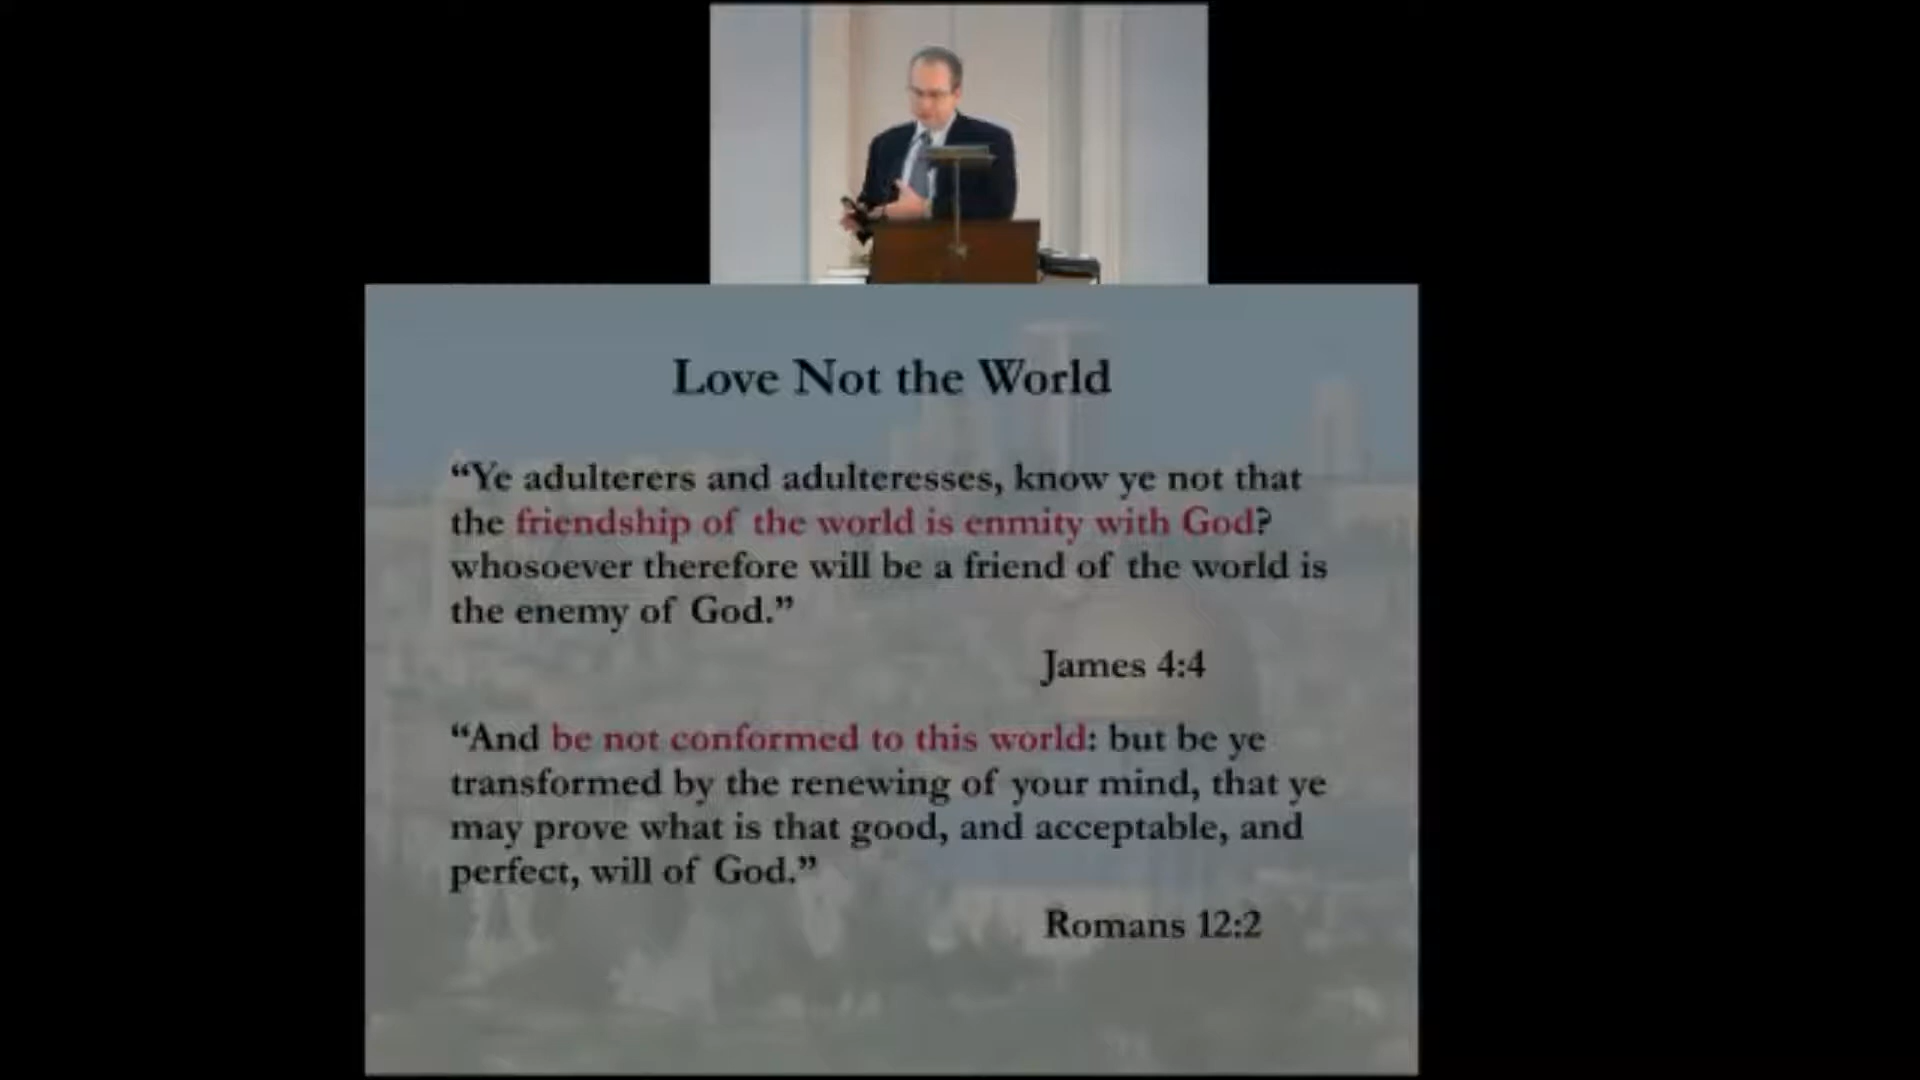 Love Not the World
“Ye adulterers and adulteresses, know ye not that
the friendship of the world is enmity with God?
whosoever therefore will be a friend of the world is
the enemy of God.”
James 4:4
“And be not conformed to this world: but be ye
transformed by the renewing of your mind, that ye
may prove what is that good, and acceptable, and
perfect, will of God.”
Romans 12:2